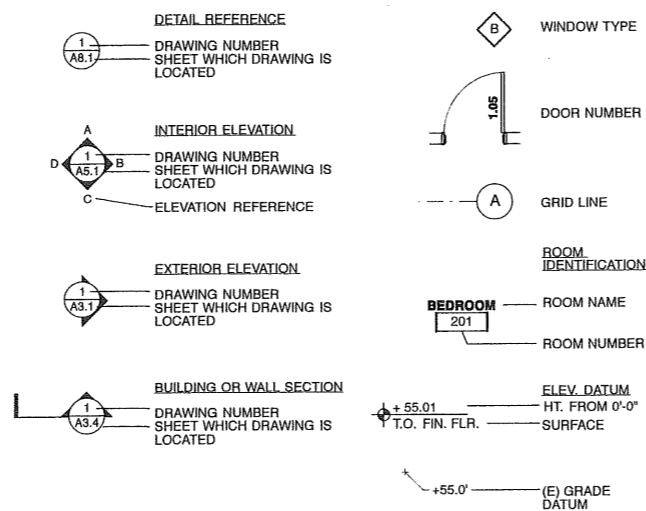 DETAIL REFERENCE
1
DRAWING NUMBER
A6.1
SHEET WHICH DRAWING IS
LOCATED
INTERIOR ELEVATION
A
1
DRAWING NUMBER
D
B
A5.1
SHEET WHICH DRAWING IS
LOCATED
C
ELEVATION REFERENCE
EXTERIOR ELEVATION
1
DRAWING NUMBER
A3.1
SHEET WHICH DRAWING IS
LOCATED
BUILDING OR WALL SECTION
1
DRAWING NUMBER
A3.4
SHEET WHICH DRAWING IS
LOCATED
B
WINDOW TYPE
1.05
DOOR NUMBER
A
GRID LINE
ROOM
IDENTIFICATION
BEDROOM
ROOM NAME
201
ROOM NUMBER
ELEV. DATUM
+ 55.01
HT. FROM 0'-0"
T.O. FIN. FLR.
SURFACE
+55.0'
(E) GRADE
DATUM